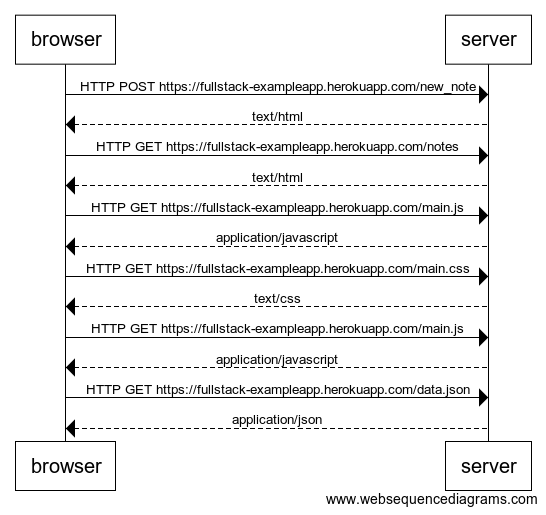 browser server
HTTP POST https://fullstack-exampleapp.herokuapp.com/new_note
text/html
HTTP GET https://fullstack-exampleapp.herokuapp.com/notes
text/html
HTTP GET https://fullstack-exampleapp.herokuapp.com/main.js
application/javascript
HTTP GET https://fullstack-exampleapp.herokuapp.com/main.css
text/css
HTTP GET https://fullstack-exampleapp.herokuapp.com/main.js
application/javascript
HTTP GET https://fullstack-exampleapp.herokuapp.com/data.json
application/json
browser server
www.websequencediagrams.com